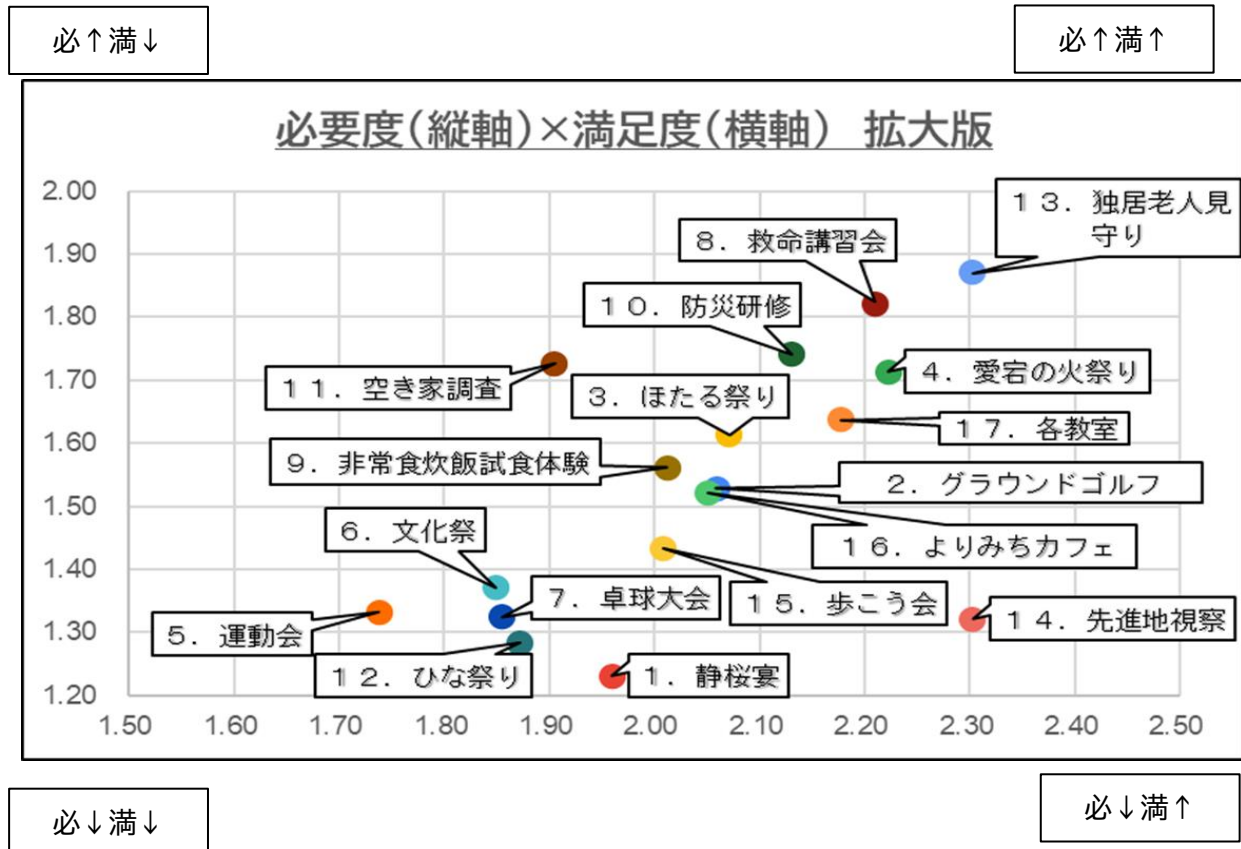 必↑満↓
必↑満↑
必要度(縦軸)×満足度(横軸) 拡大版
2.00
1.90
1.80
1.70
1.60
1.50
1.40
1.30
1.20
1.50
1.60
1.70
1.80
1.90
2.00
2.10
2.20
2.30
2.40
2.50
13．独居老人見
守り
8．救命講習会
10．防災研修
11．空き家調査
4．愛宕の火祭り
3．ほたる祭り
17．各教室
9．非常食炊飯試食体験
2．グラウンドゴルフ
6．文化祭
16．よりみちカフェ
7．卓球大会
15．歩こう会
5．運動会
14．先進地視察
12．ひな祭り
1．静桜宴
必↓満↓
必↓満↑